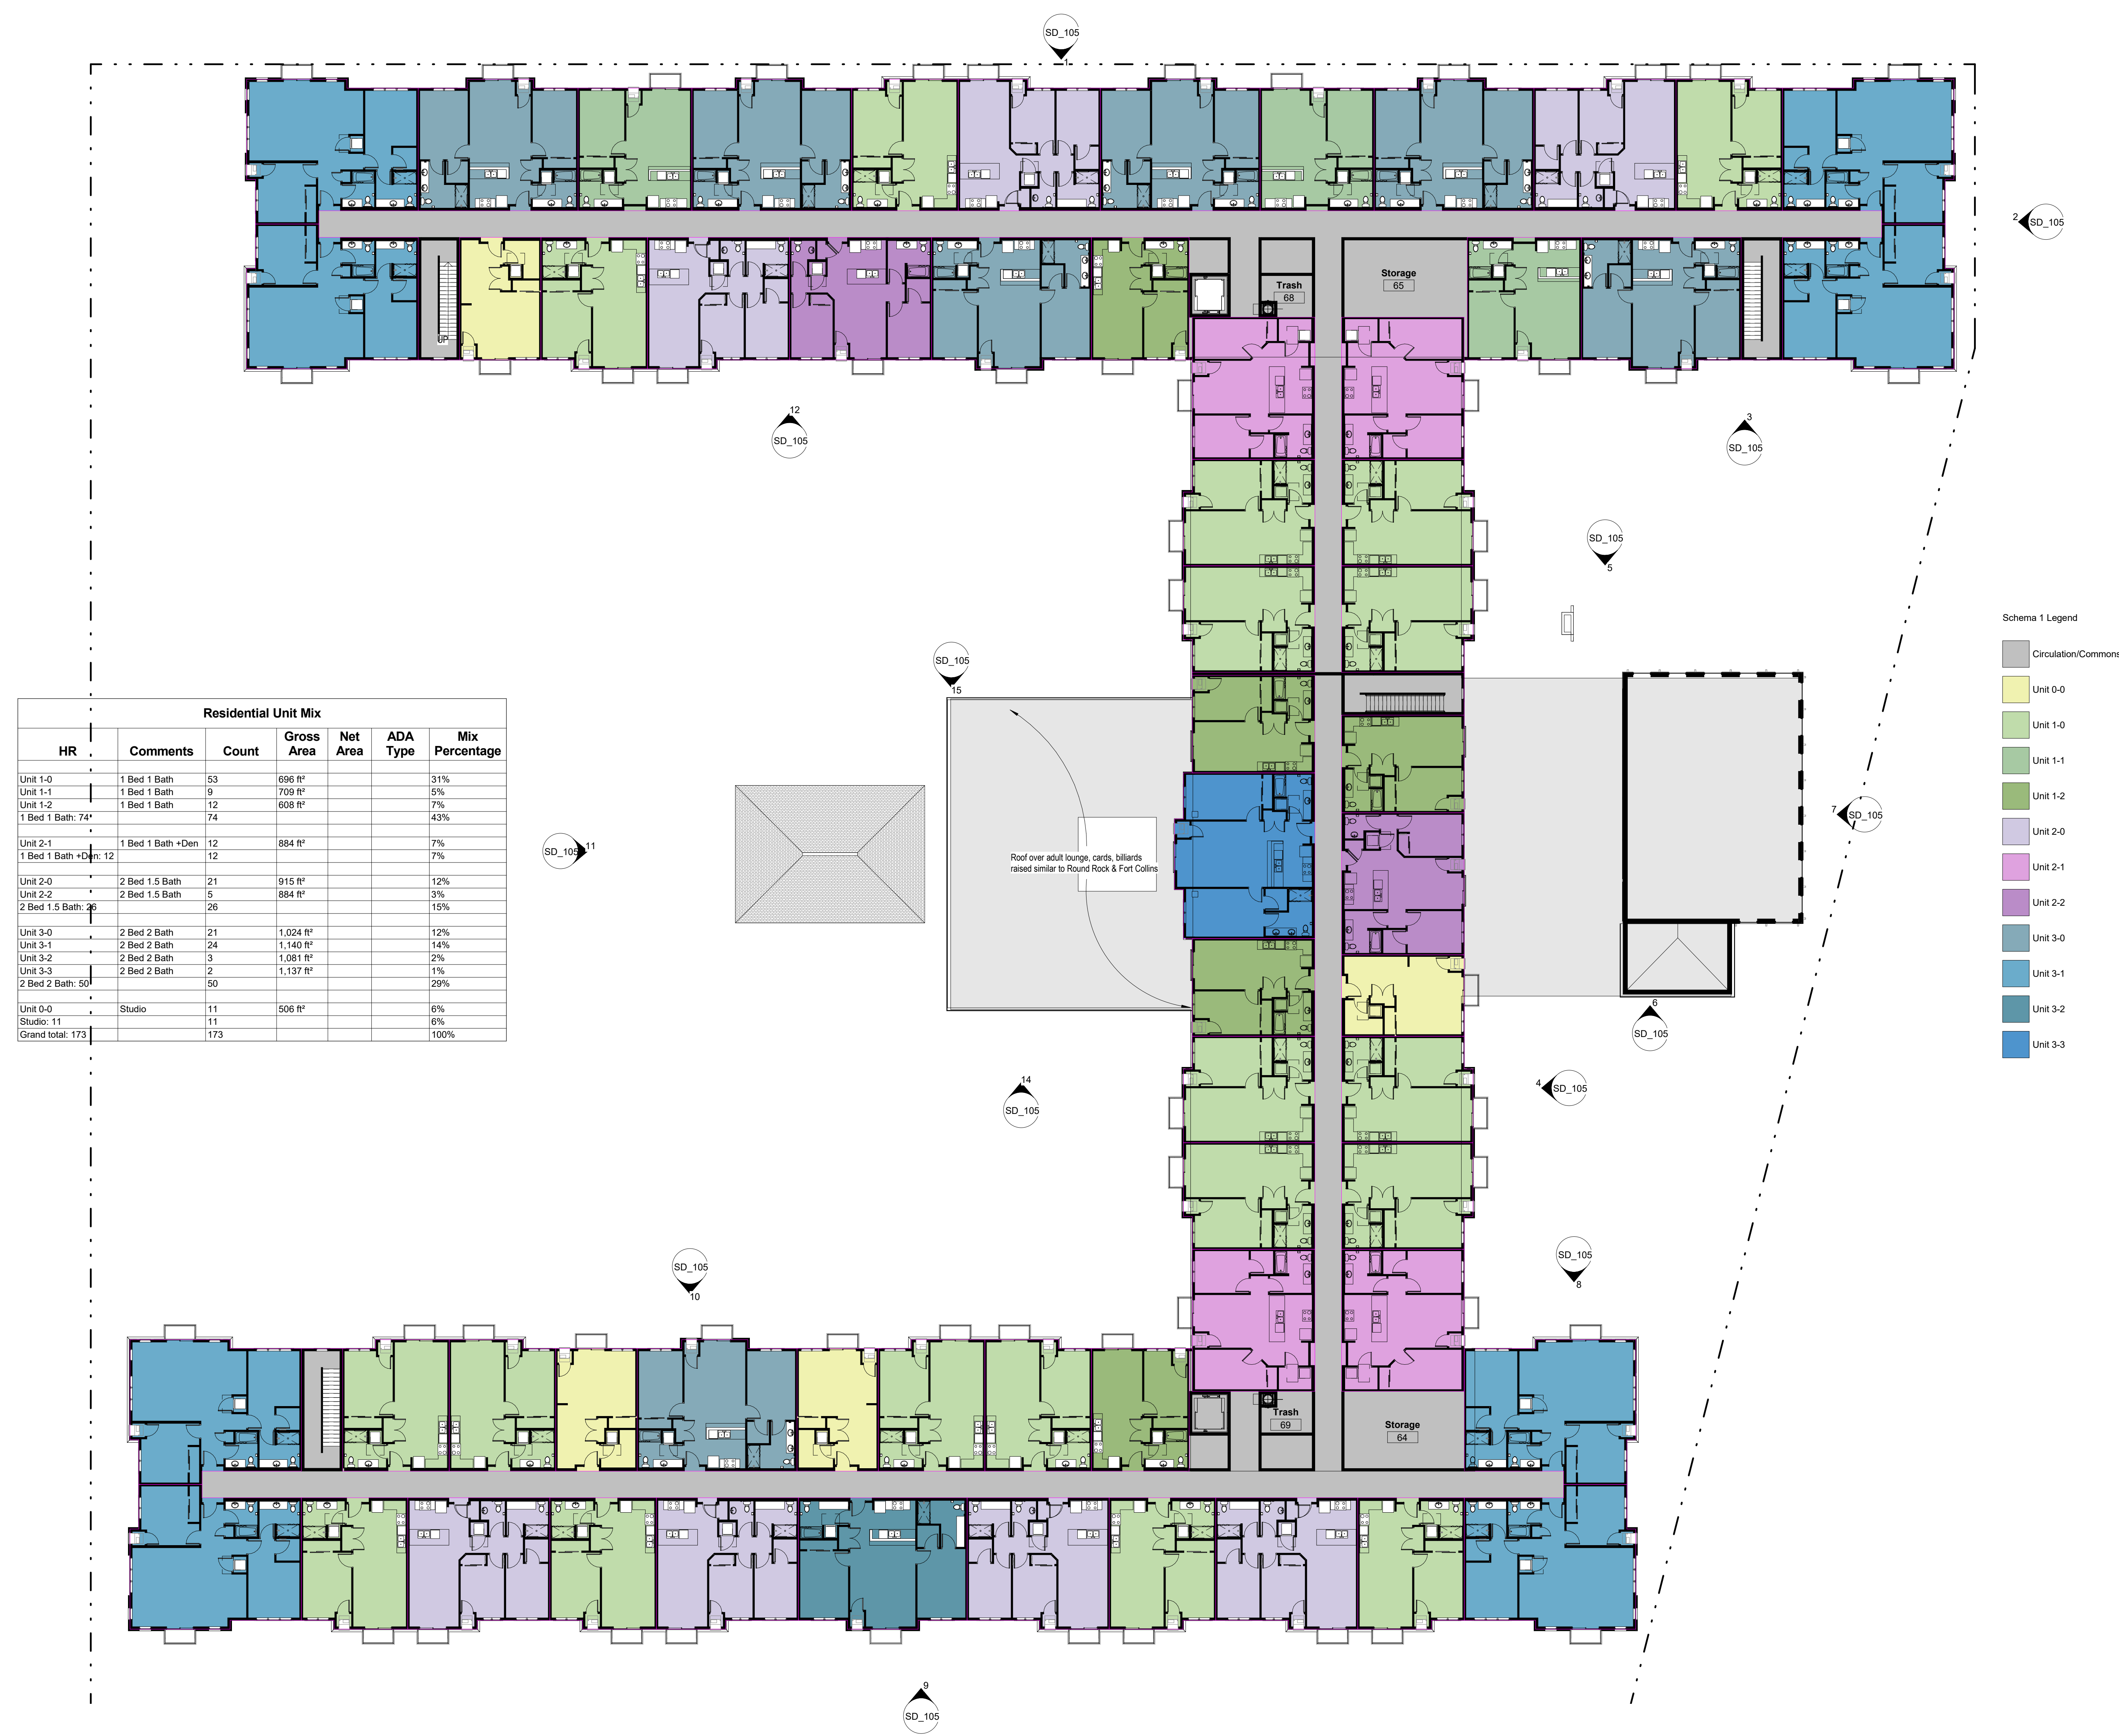 SD_105
1
2
SD_105
Trash
68
Storage
65
UP
12
SD_105
3
SD_105
SD_105
5
Schema 1 Legend
Circulation/Commons
Unit 0-0
Unit 1-0
Unit 1-1
Unit 1-2
Unit 2-0
Unit 2-1
Unit 2-2
Unit 3-0
Unit 3-1
Unit 3-2
Unit 3-3
SD_105
15
Residential Unit Mix
HR Comments Count Gross Area Net Area ADA Type Mix Percentage
Unit 1-0 1 Bed 1 Bath 53 696 ft² 31%
Unit 1-1 1 Bed 1 Bath 9 709 ft² 5%
Unit 1-2 1 Bed 1 Bath 12 608 ft² 7%
1 Bed 1 Bath: 74 74 43%
Unit 2-1 1 Bed 1 Bath +Den 12 884 ft² 7%
1 Bed 1 Bath +Den: 12 12 7%
Unit 2-0 2 Bed 1.5 Bath 21 915 ft² 12%
Unit 2-2 2 Bed 1.5 Bath 5 884 ft² 3%
2 Bed 1.5 Bath: 26 26 15%
Unit 3-0 2 Bed 2 Bath 21 1,024 ft² 12%
Unit 3-1 2 Bed 2 Bath 24 1,140 ft² 14%
Unit 3-2 2 Bed 2 Bath 3 1,081 ft² 2%
Unit 3-3 2 Bed 2 Bath 2 1,137 ft² 1%
2 Bed 2 Bath: 50 50 29%
Unit 0-0 Studio 11 506 ft² 6%
Studio: 11 11 6%
Grand total: 173 173 100%
SD_105
11
Roof over adult lounge, cards, billiards
raised similar to Round Rock & Fort Collins
7
SD_105
6
SD_105
14
SD_105
4
SD_105
SD_105
10
SD_105
8
Trash
69
Storage
64
9
SD_105